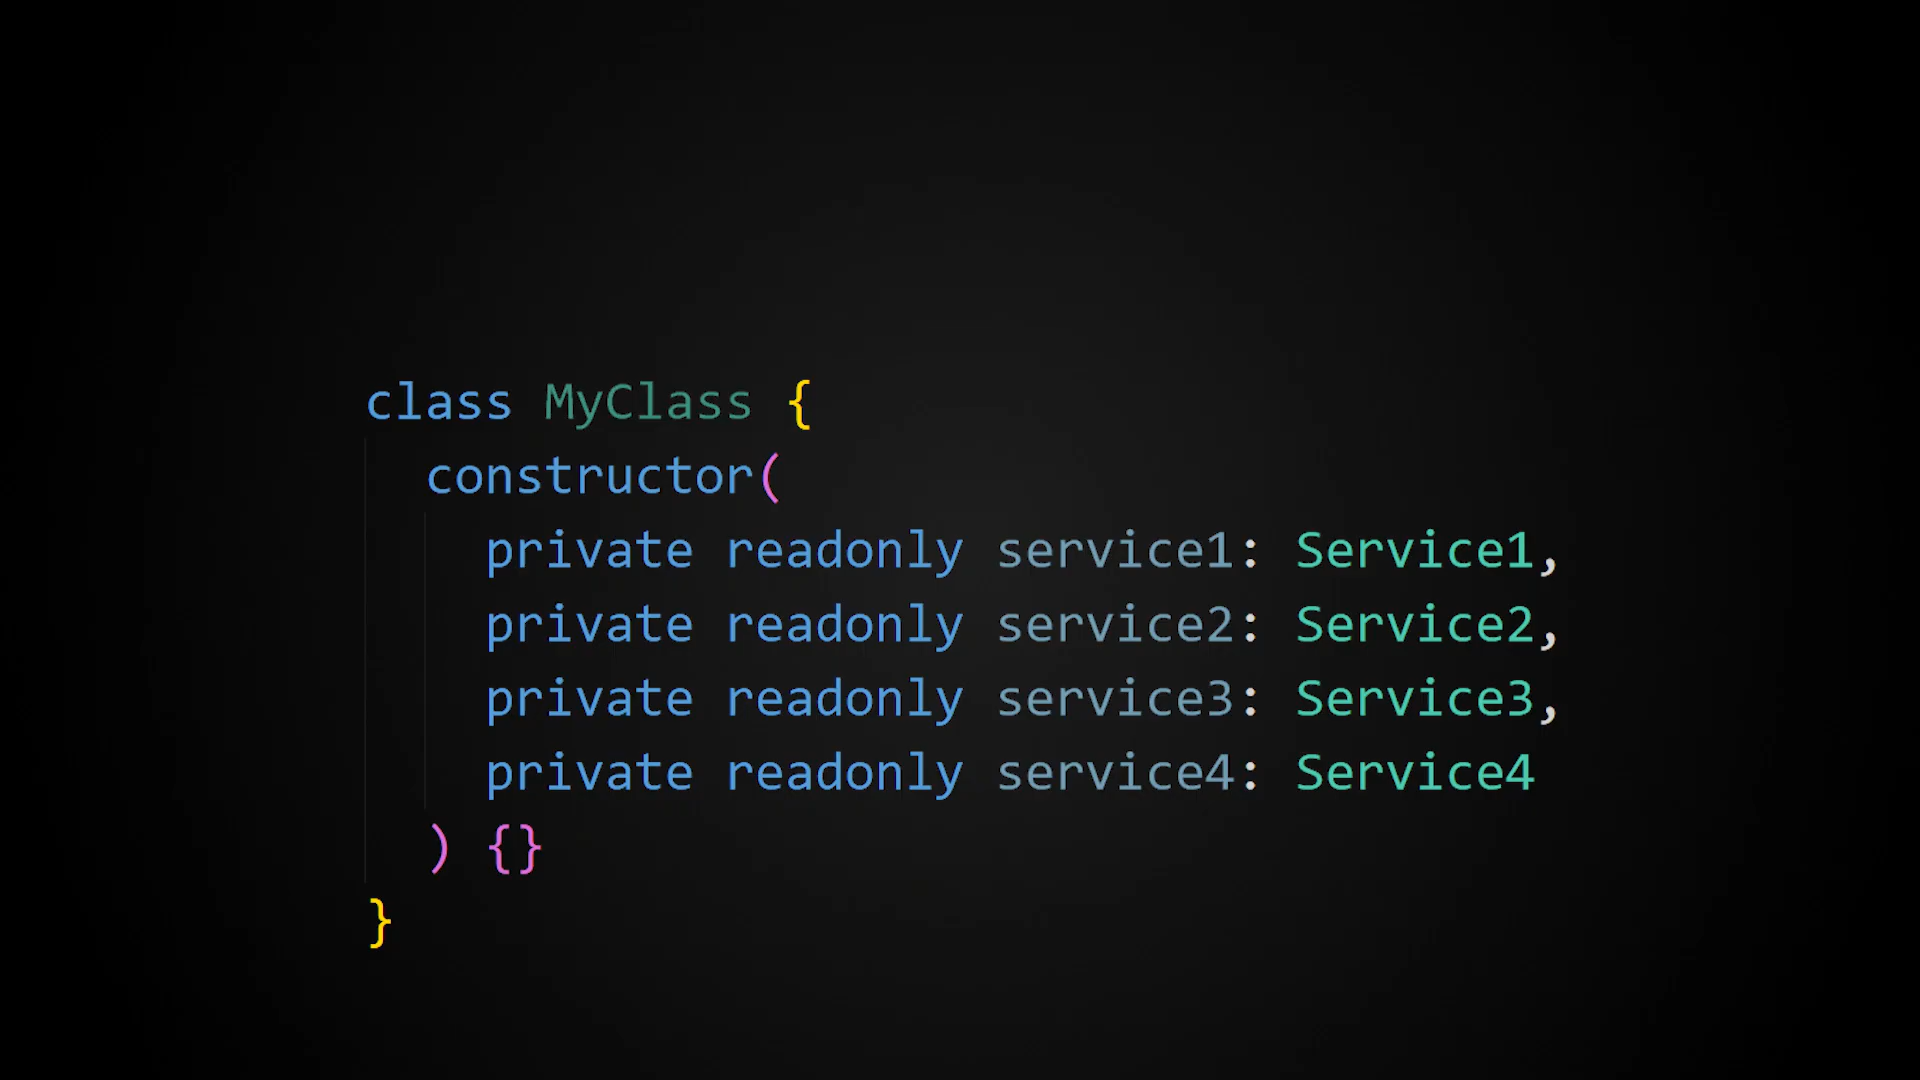 class MyClass {
constructor(
private readonly service1: Service1,
private readonly service2: Service2,
private readonly service3: Service3,
private readonly service4: Service4
) {}
}